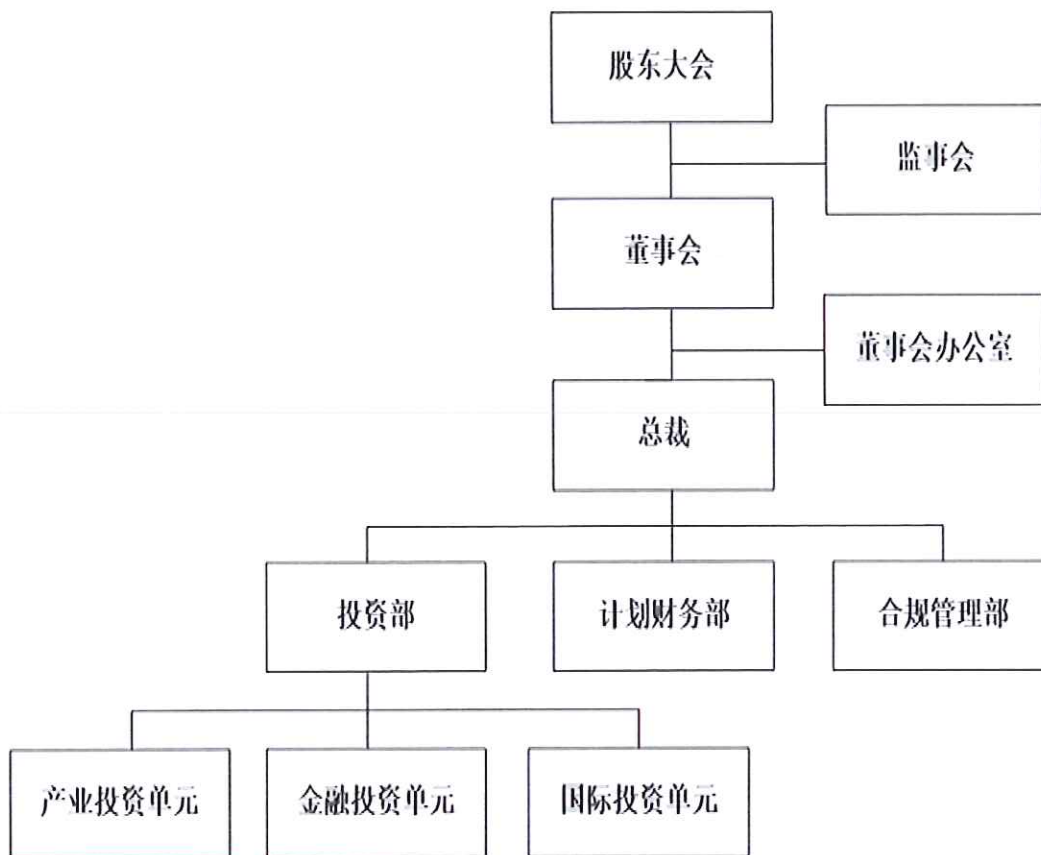 股东大会
监事会
董事会
董事会办公室
总裁
投资部
计划财务部
合规管理部
产业投资单元
金融投资单元
国际投资单元